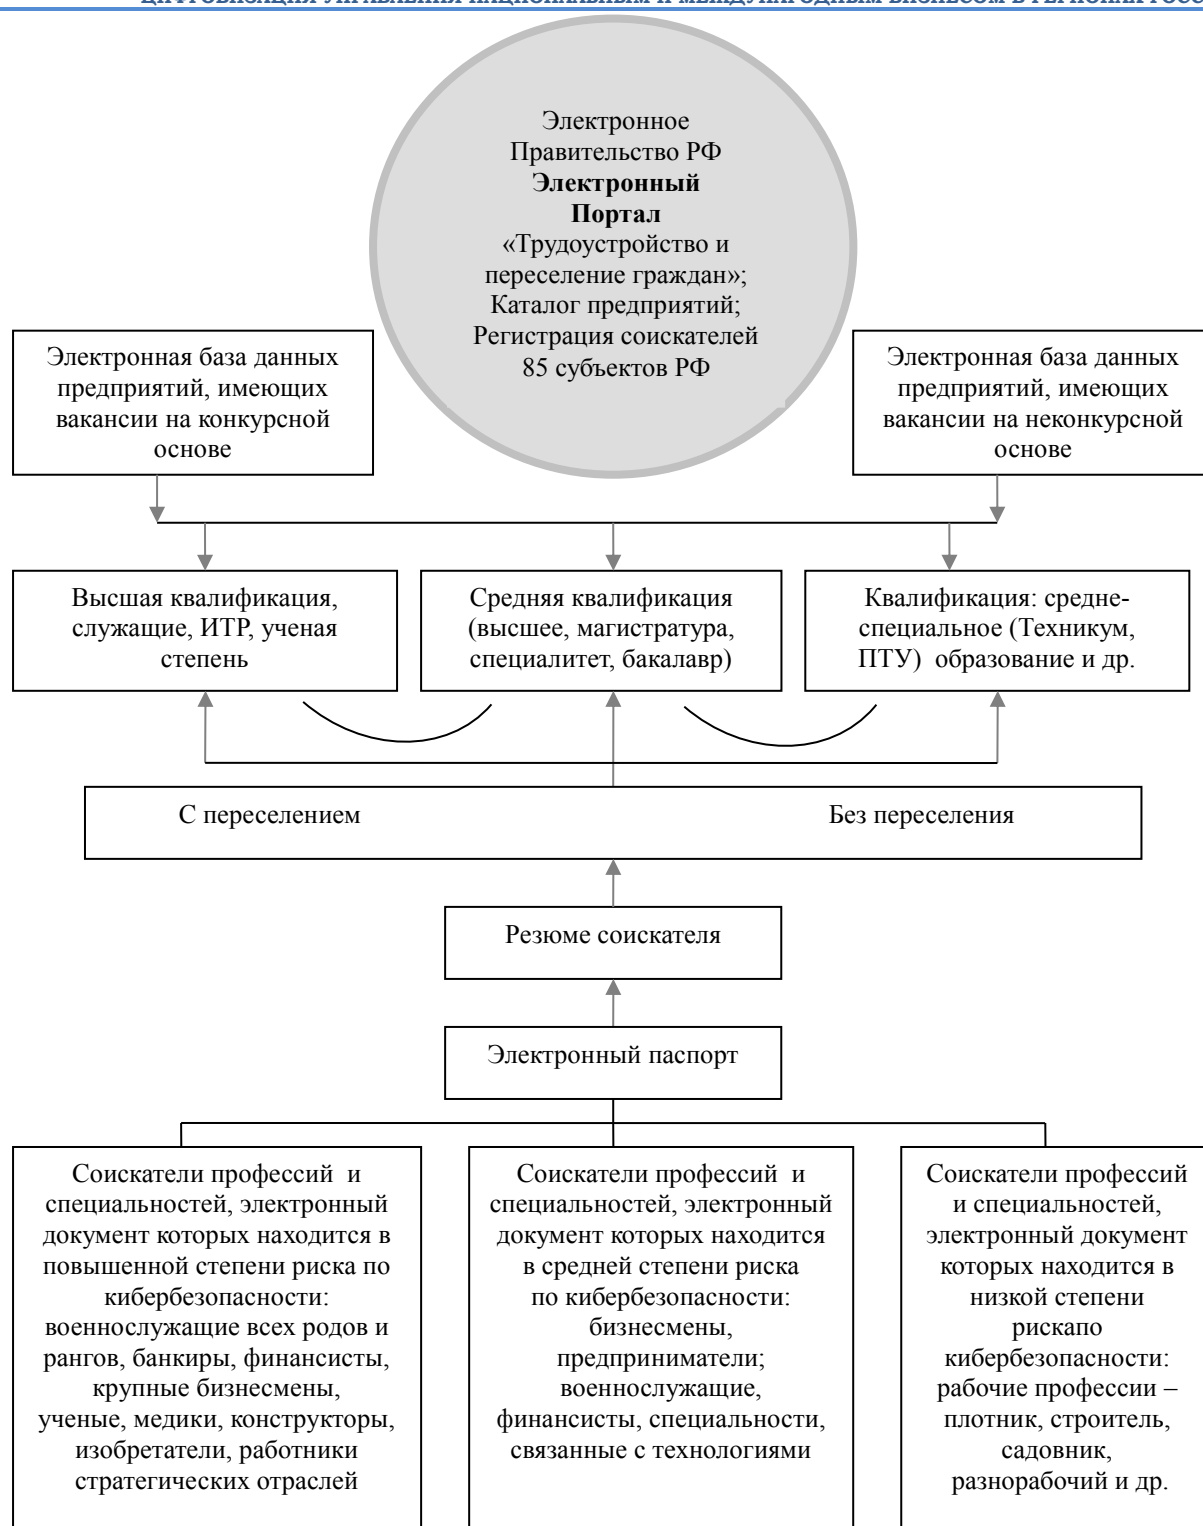 ЦИФРОВИЗАЦИЯ УПРАВЛЕНИЯ НАЦИОНАЛЬНЫМ И МЕЖДУНАРОДНЫМ БИЗНЕСОМ В РЕГИОНАХ
Электронное
Правительство РФ
Электронный
Портал
«Трудоустройство и
переселение граждан»;
Каталог предприятий;
Регистрация соискателей
85 субъектов РФ
Электронная база данных
предприятий, имеющих
вакансии на конкурсной
основе
Электронная база данных
предприятий, имеющих
вакансии на неконкурсной
основе
Высшая квалификация,
служащие, ИТР, ученая
степень
Средняя квалификация
(высшее, магистратура,
специалитет, бакалавр)
Квалификация: средне-
специальное (Техникум,
ПТУ) образование и др.
С переселением
Без переселения
Резюме соискателя
Электронный паспорт
Соискатели профессий и
специальностей, электронный
документ которых находится в
повышенной степени риска по
кибербезопасности:
военнослужащие всех родов и
рангов, банкиры, финансисты,
крупные бизнесмены,
ученые, медики, конструкторы,
изобретатели, работники
стратегических отраслей
Соискатели профессий и
специальностей, электронный
документ которых находится
в средней степени риска
по кибербезопасности:
бизнесмены,
предприниматели;
военнослужащие,
финансисты, специальности,
связанные с технологиями
Соискатели профессий
и специальностей,
электронный документ
которых находится в
низкой степени
рискапо
кибербезопасности:
рабочие профессии –
плотник, строитель,
садовник,
разнорабочий и др.